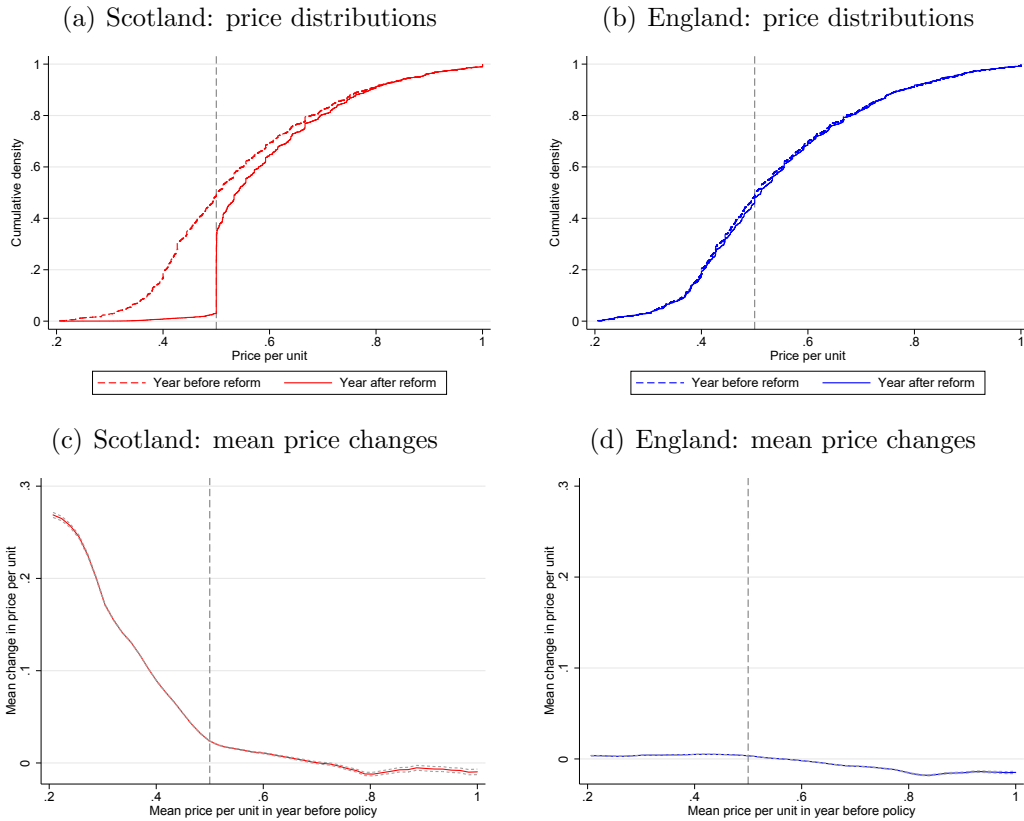 (a) Scotland: price distributions
Cumulative density
1
.8
.6
.4
.2
0
.2 .4 .6 .8 1
Price per unit
Year before reform Year after reform
(b) England: price distributions
Cumulative density
1
.8
.6
.4
.2
0
.2 .4 .6 .8 1
Price per unit
Year before reform Year after reform
(c) Scotland: mean price changes
Mean change in price per unit
.3
.2
.1
0
.2 .4 .6 .8 1
Mean price per unit in year before policy
(d) England: mean price changes
Mean change in price per unit
.3
.2
.1
0
.2 .4 .6 .8 1
Mean price per unit in year before policy